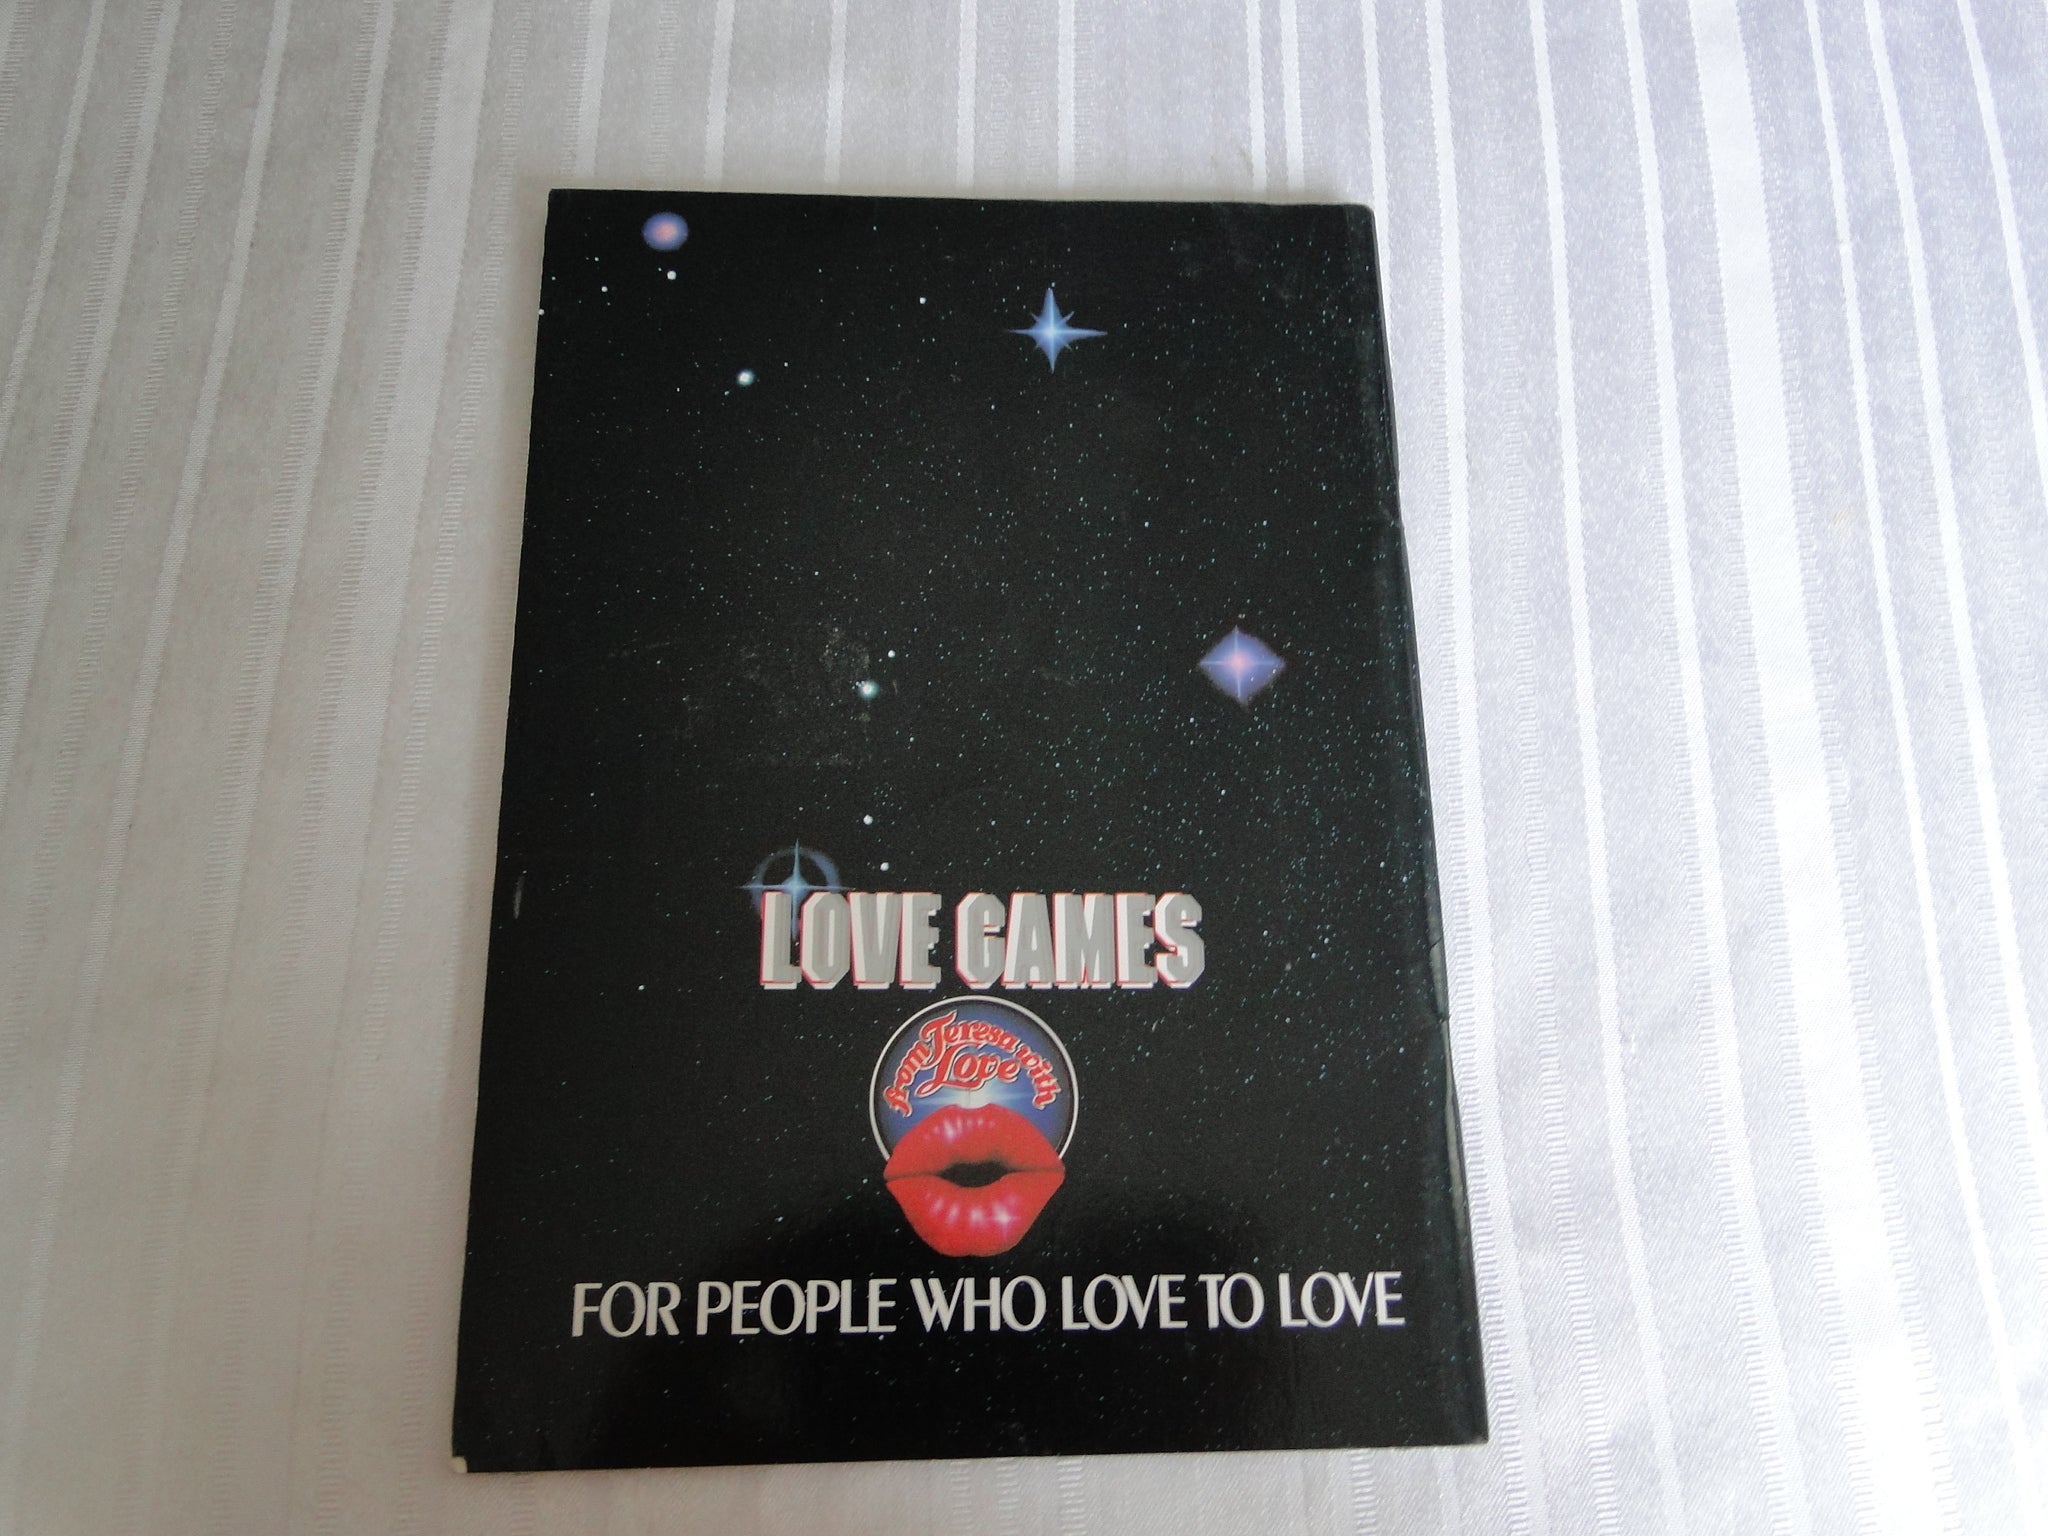 LOVE GAMES
from Teresa with
Love
FOR PEOPLE WHO LOVE TO LOVE